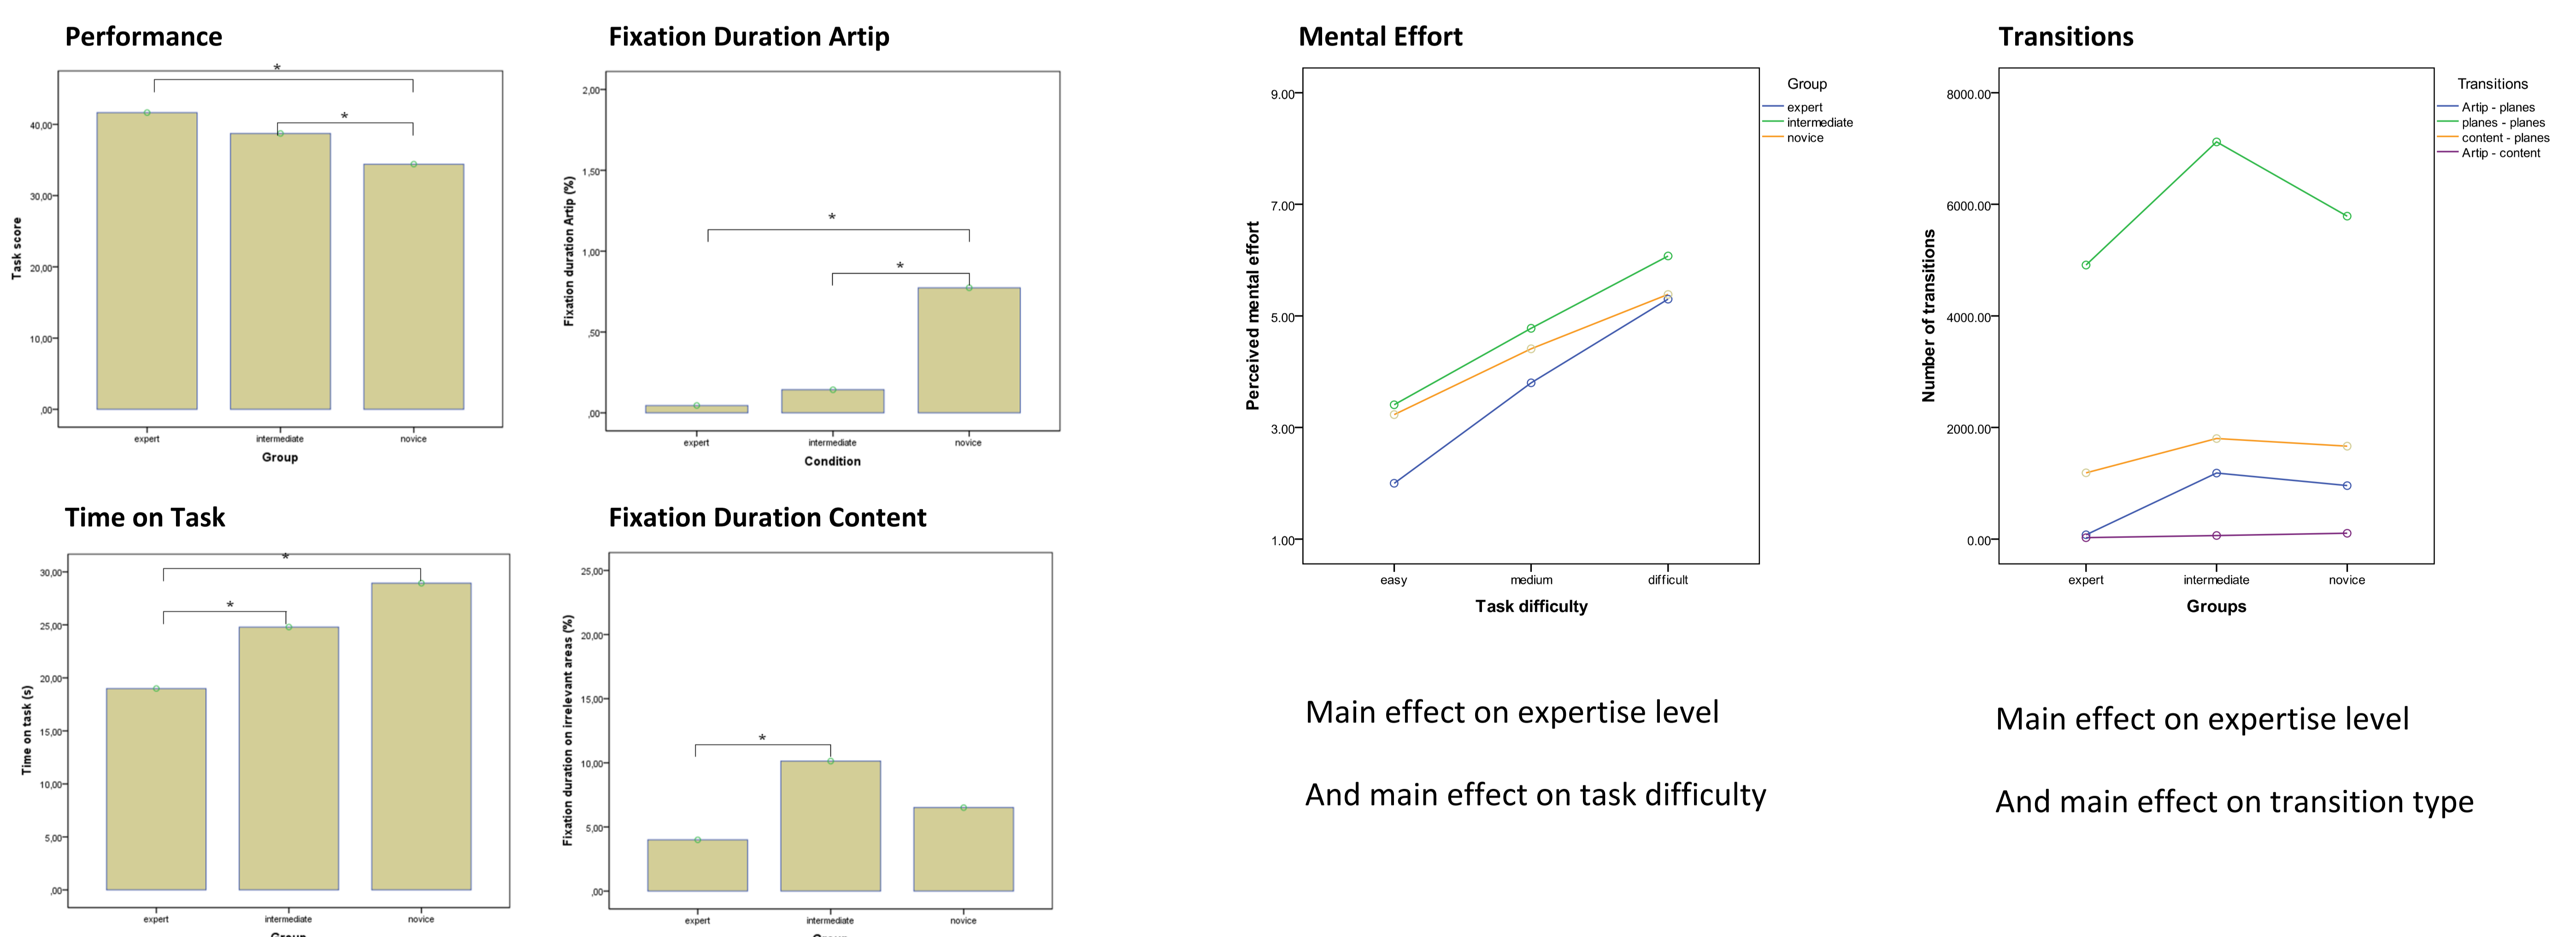 Performance
*
*
40,00
30,00
20,00
10,00
,00
Task score
expert intermediate novice
Group
Fixation Duration Artip
2,00
1,50
1,00
,50
,00
*
*
Fixation duration Artip (%)
expert intermediate novice
Condition
Time on Task
*
*
30,00
25,00
20,00
15,00
10,00
5,00
,00
Time on task (s)
expert intermediate novice
Fixation Duration Content
25,00
20,00
15,00
10,00
5,00
,00
*
Fixation duration on irrelevant areas (%)
expert intermediate novice
Mental Effort
9.00
7.00
5.00
3.00
1.00
Perceived mental effort
easy medium difficult
Task difficulty
Group
expert
intermediate
novice
Main effect on expertise level
And main effect on task difficulty
Transitions
8000.00
6000.00
4000.00
2000.00
0.00
Number of transitions
expert intermediate novice
Groups
Transitions
Artip - planes
planes - planes
content - planes
Artip - content
Main effect on expertise level
And main effect on transition type